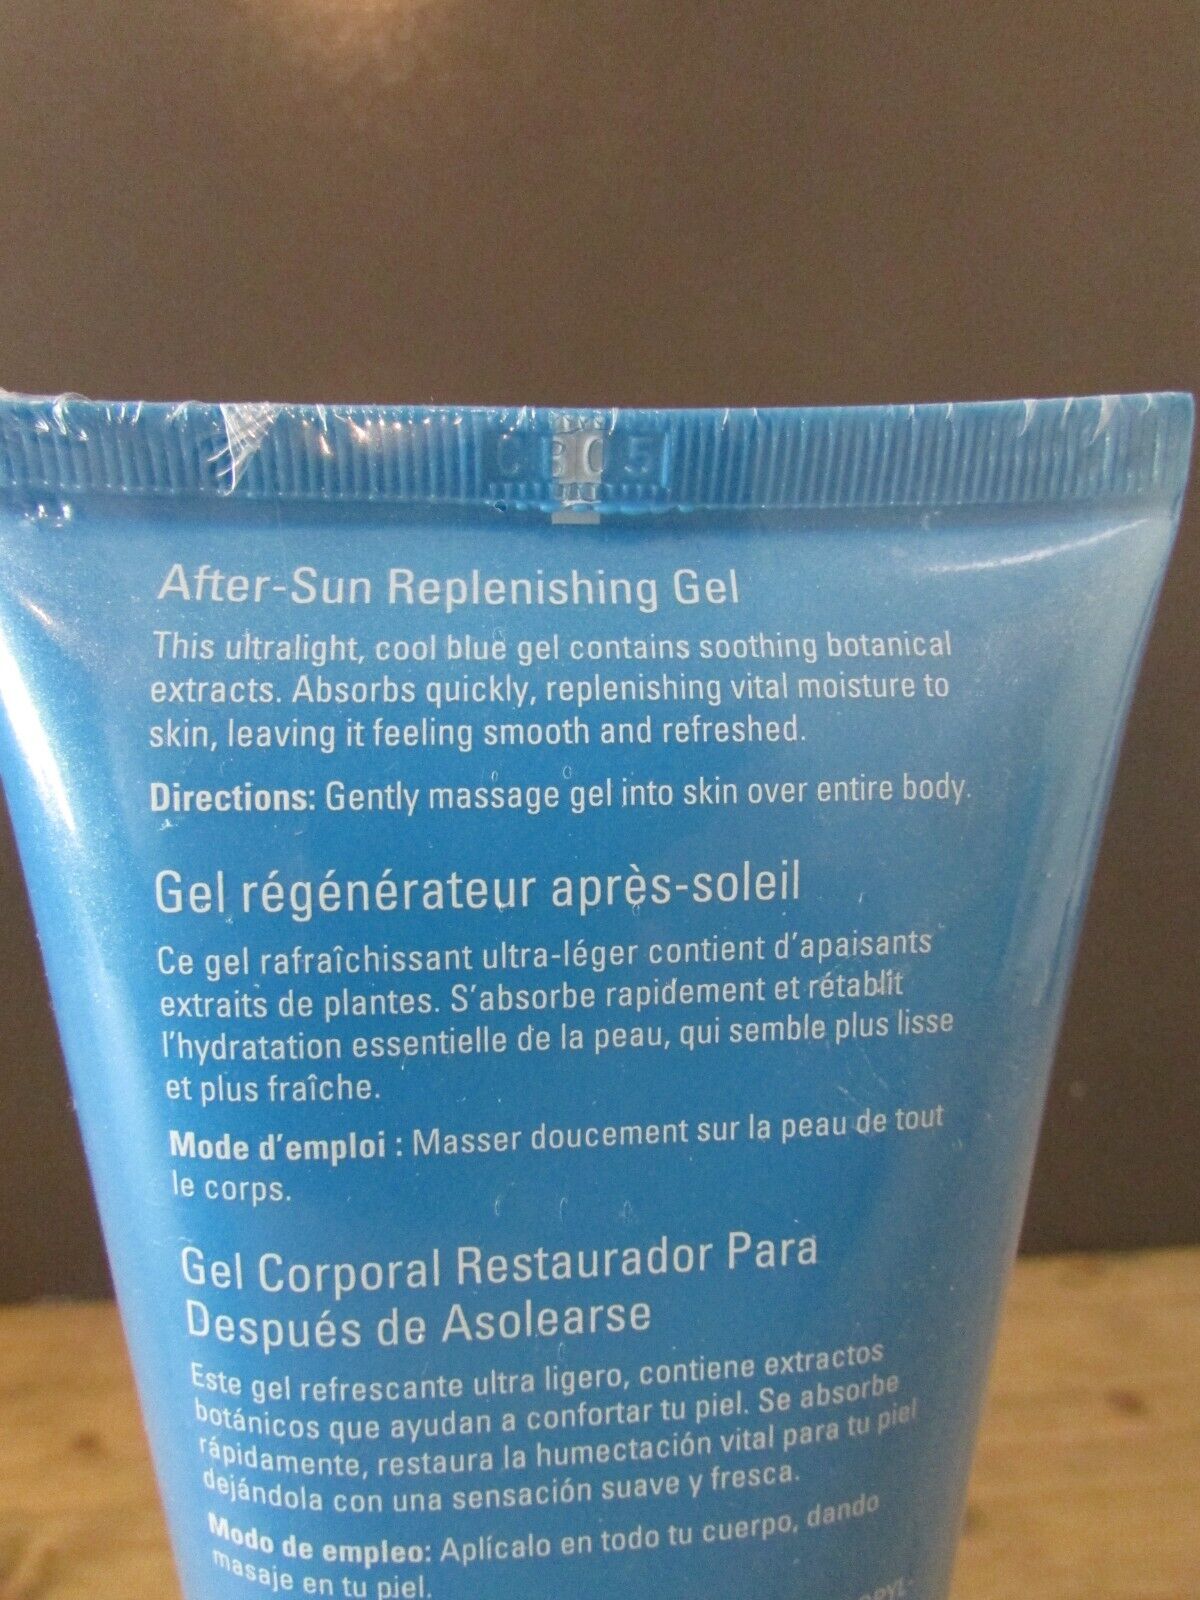 After-Sun Replenishing Gel
This ultralight, cool blue gel contains soothing botanical
extracts. Absorbs quickly, replenishing vital moisture to
skin, leaving it feeling smooth and refreshed.
Directions: Gently massage gel into skin over entire body.
Gel régénérateur après-soleil
Ce gel rafraîchissant ultra-léger contient d'apaisants
extraits de plantes. S'absorbe rapidement et rétablit
l'hydratation essentielle de la peau, qui semble plus lisse
et plus fraîche.
Mode d'emploi : Masser doucement sur la peau de tout
le corps.
Gel Corporal Restaurador Para
Después de Asolearse
Este gel refrescante ultra ligero, contiene extractos
botánicos que ayudan a confortar tu piel. Se absorbe
rápidamente, restaura la humectación vital para tu piel
dejándola con una sensación suave y fresca.
Modo de empleo: Aplícalo en todo tu cuerpo, dando
masaje en tu piel.